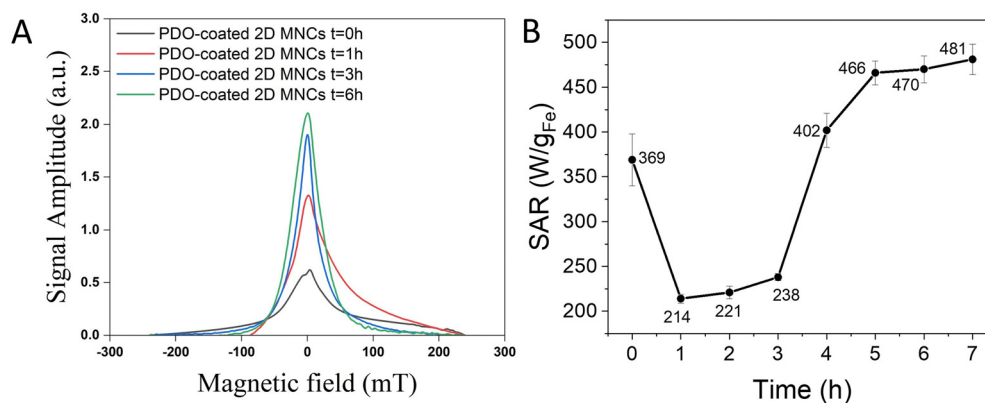 A
Signal Amplitude (a.u.)
3.0
2.5
2.0
1.5
1.0
0.5
0.0
PDO-coated 2D MNCs t=0h
PDO-coated 2D MNCs t=1h
PDO-coated 2D MNCs t=3h
PDO-coated 2D MNCs t=6h
-300 -200 -100 0 100 200 300
Magnetic field (mT)
B
SAR (W/gFe)
500
450
400
350
300
250
200
369
214
221
238
402
466
470
481
0 1 2 3 4 5 6 7
Time (h)